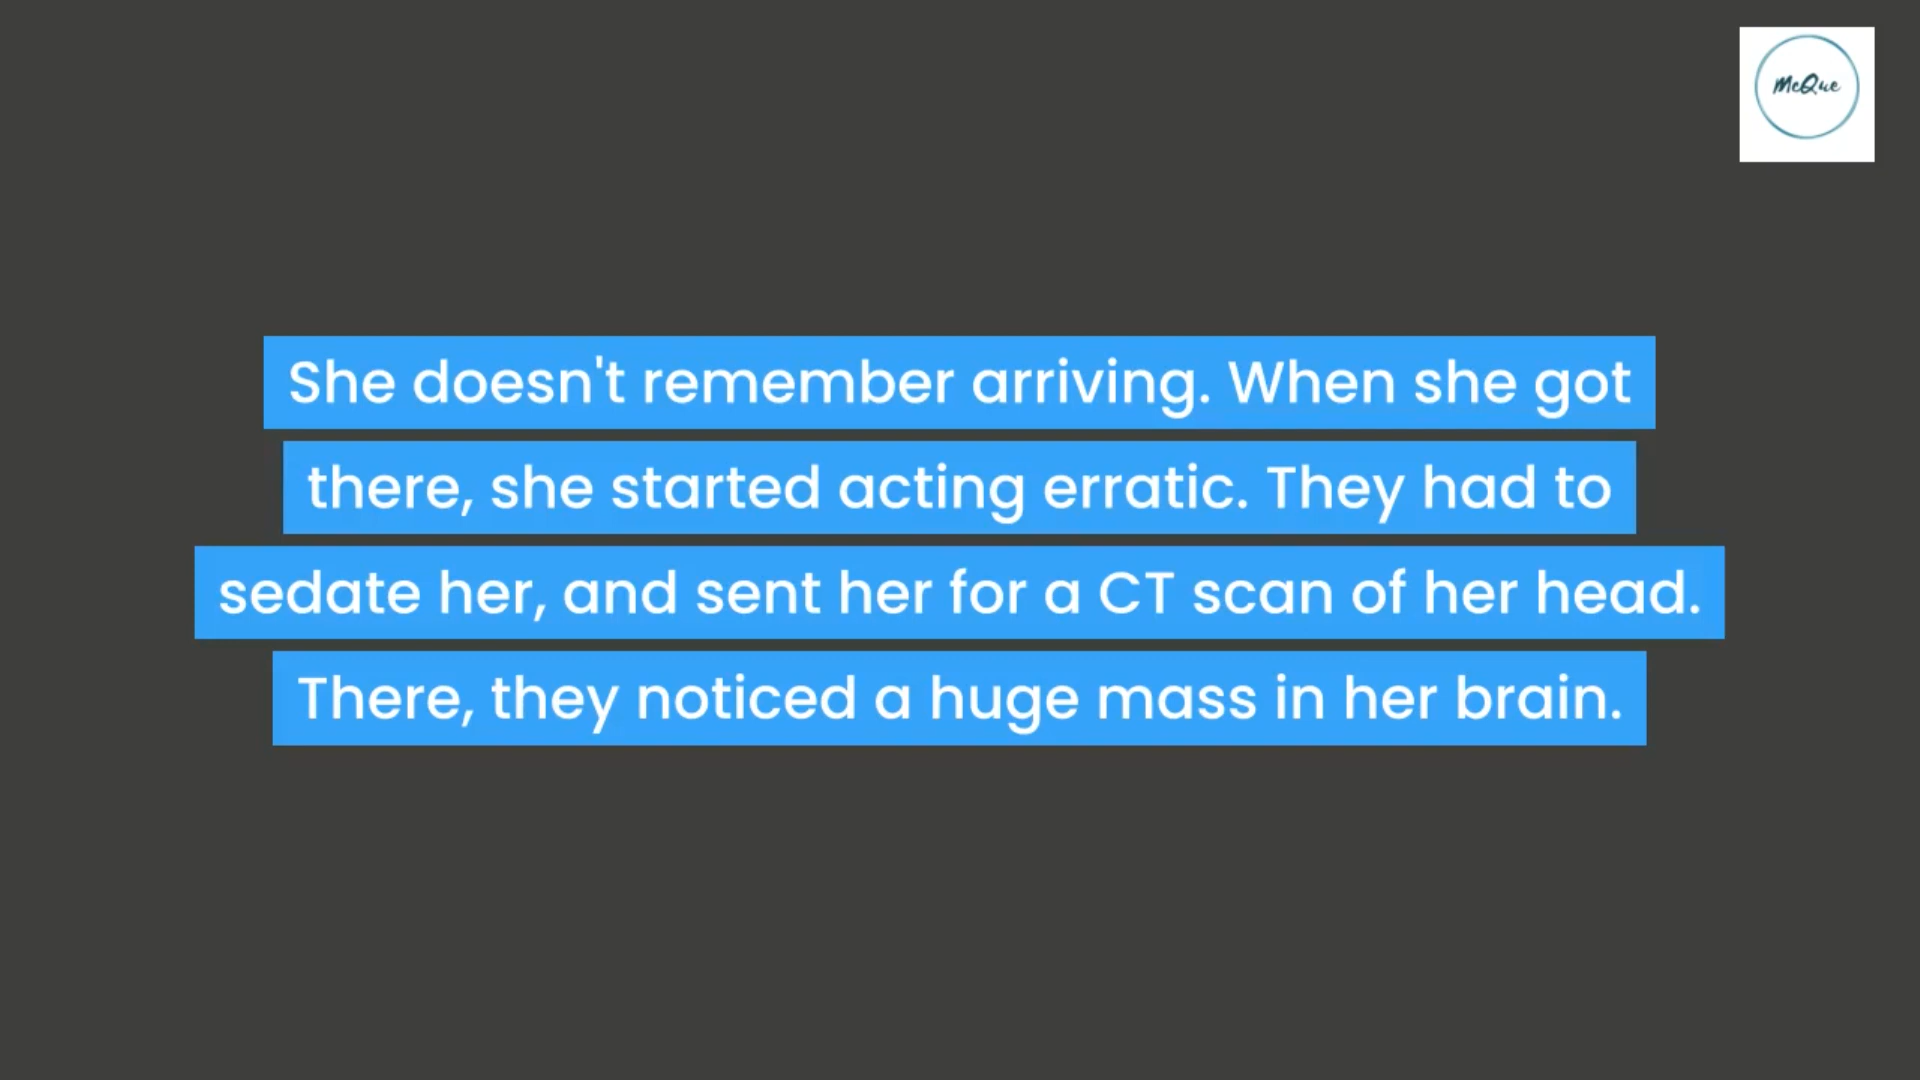 McQue
She doesn't remember arriving. When she got
there, she started acting erratic. They had to
sedate her, and sent her for a CT scan of her head.
There, they noticed a huge mass in her brain.